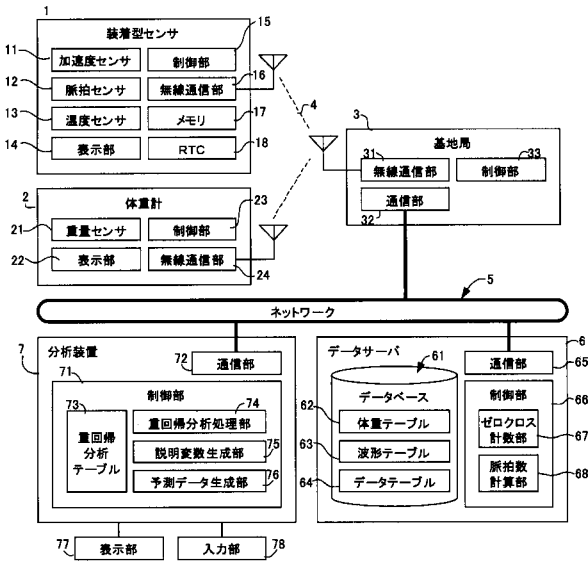 1
装着型センサ
15
11
加速度センサ
制御部
16
12
脈拍センサ
無線通信部
17
13
温度センサ
メモリ
18
14
表示部
RTC
4
3
基地局
31
33
無線通信部
制御部
通信部
32
2
体重計
23
21
重量センサ
制御部
22
表示部
無線通信部
24
5
ネットワーク
7
分析装置
72
通信部
71
制御部
73
74
重回帰
分析
テーブル
重回帰分析処理部
75
説明変数生成部
76
予測データ生成部
77
表示部
入力部
78
6
データサーバ
61
通信部
65
データベース
制御部
66
62
体重テーブル
ゼロクロス
計数部
67
63
波形テーブル
64
データテーブル
脈拍数
計算部
68